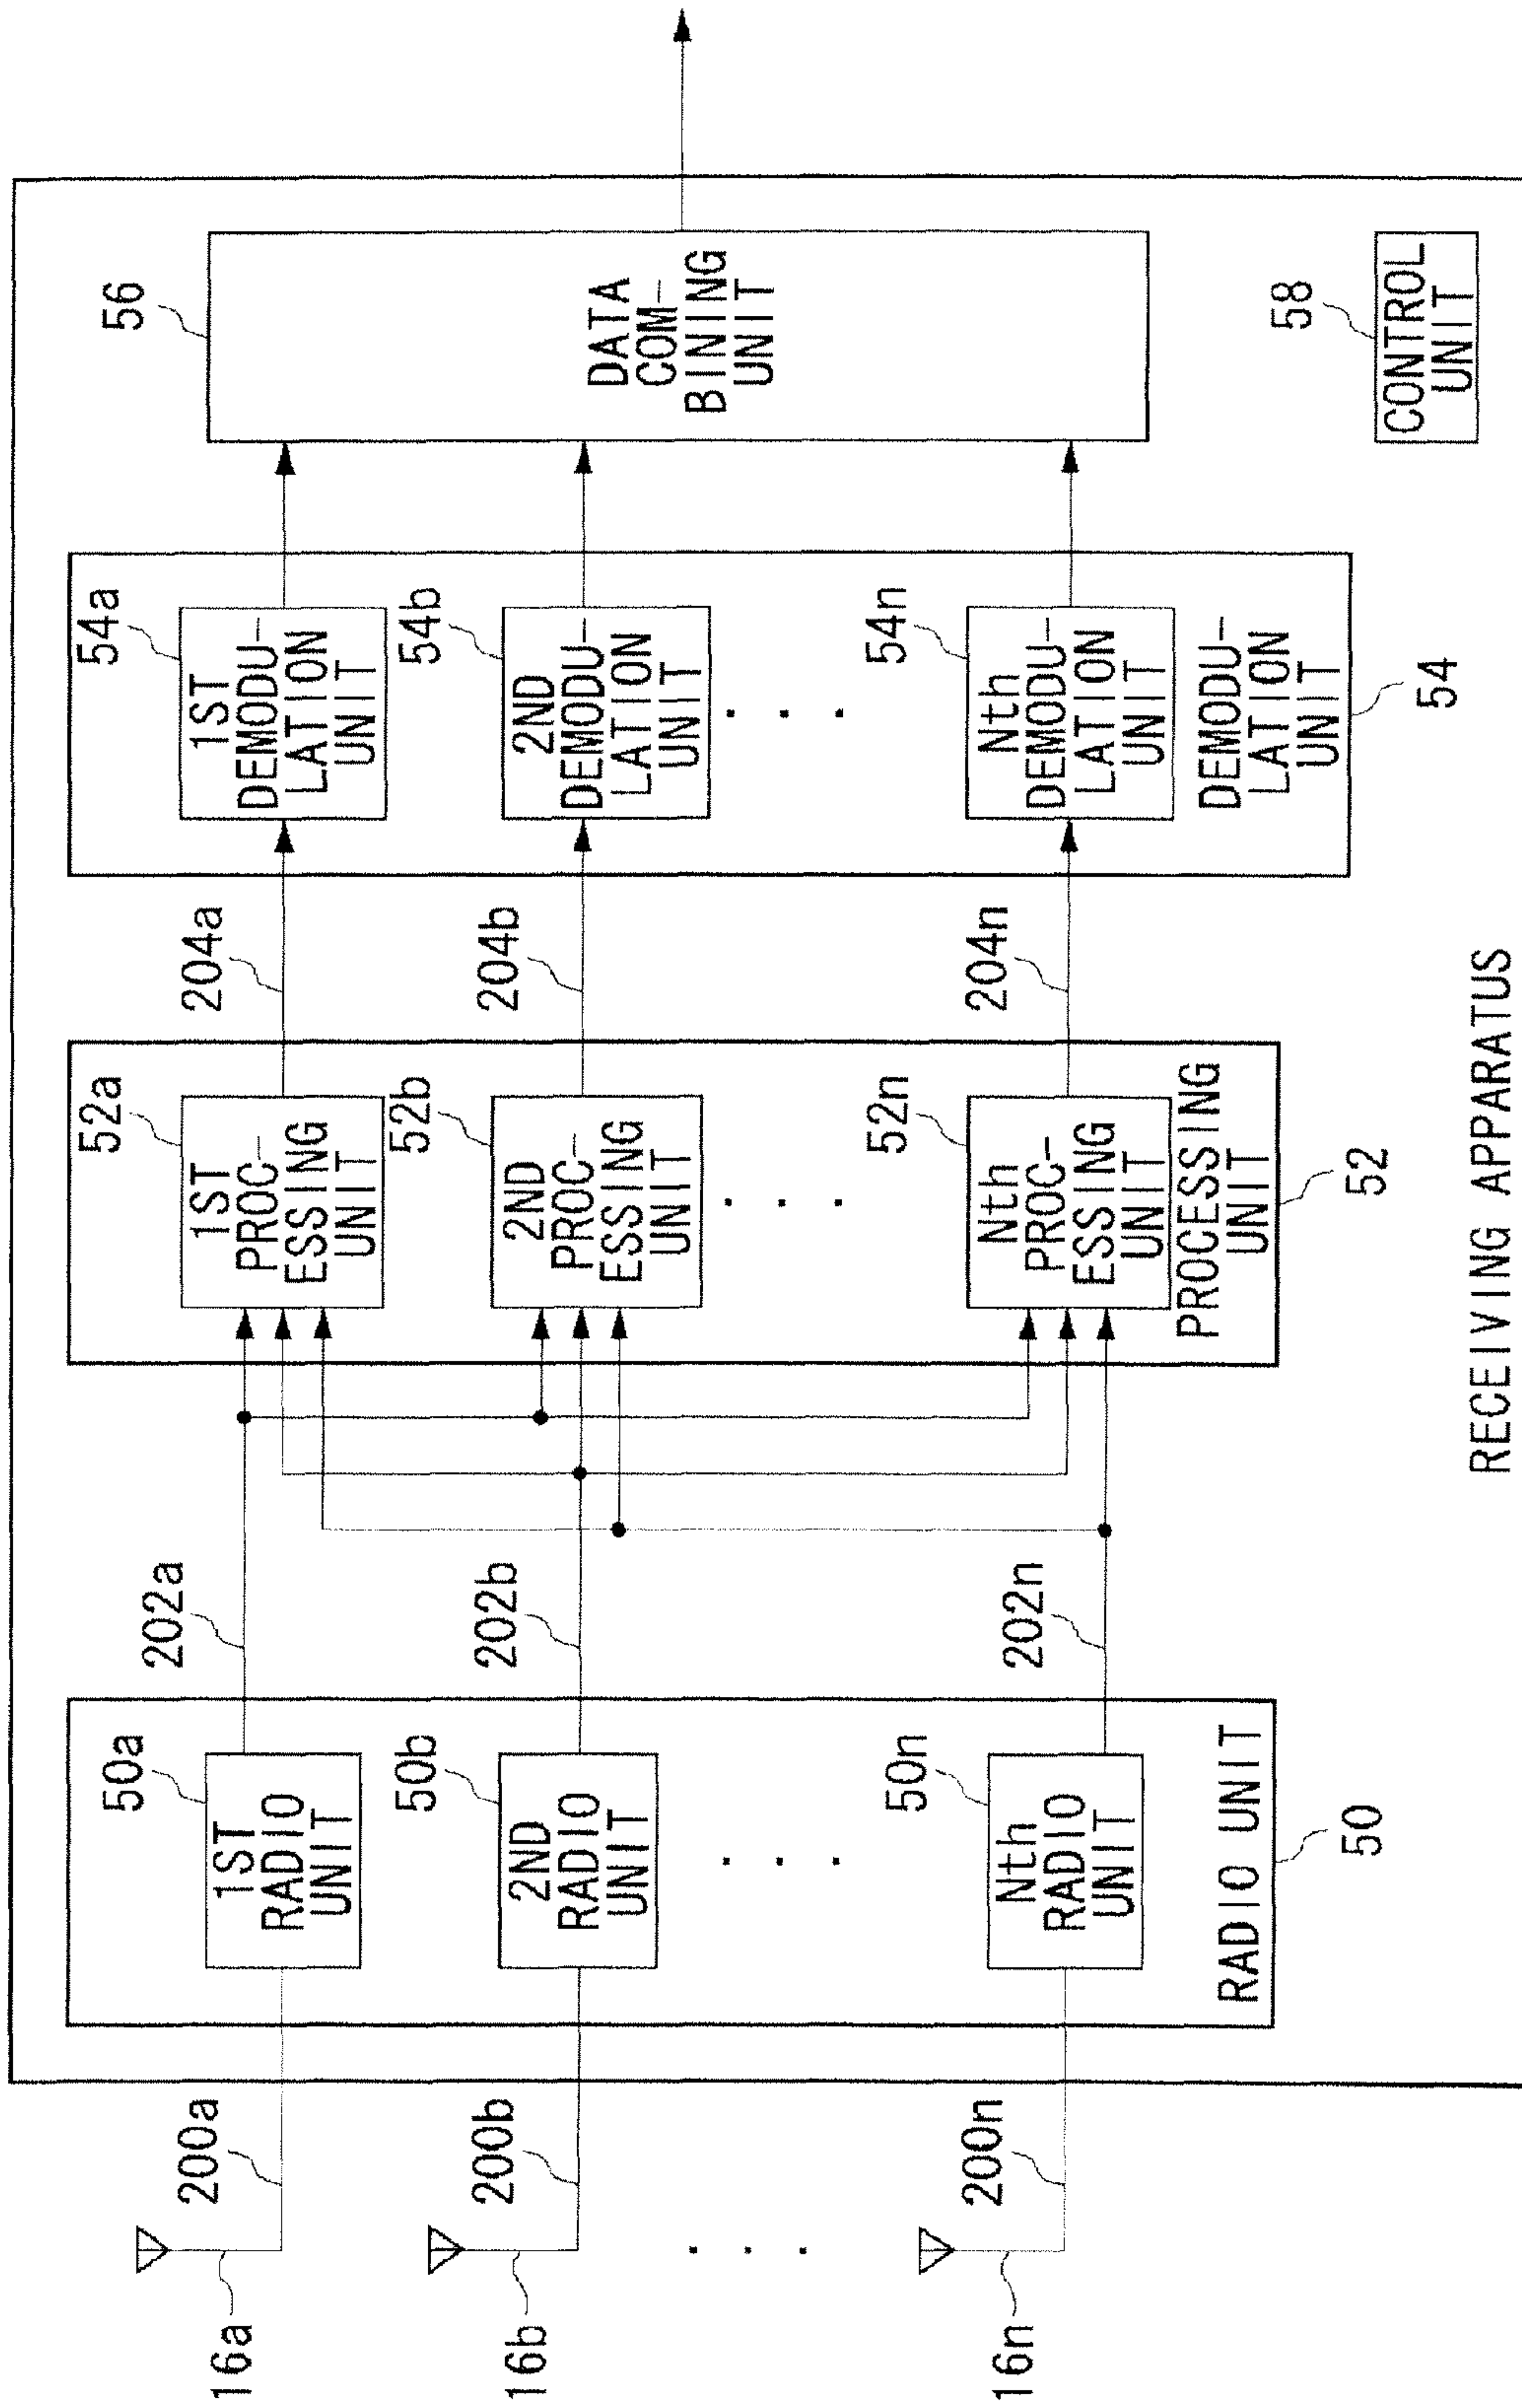 16a
200a
50a
1ST
RADIO
UNIT
202a
52a
1ST
PROC-
ESSING
UNIT
204a
54a
1ST
DEMODU-
LATION
UNIT
56
DATA
COM-
BINING
UNIT
16b
200b
50b
2ND
RADIO
UNIT
202b
52b
2ND
PROC-
ESSING
UNIT
204b
54b
2ND
DEMODU-
LATION
UNIT
16n
200n
50n
Nth
RADIO
UNIT
202n
52n
Nth
PROC-
ESSING
UNIT
204n
54n
Nth
DEMODU-
LATION
UNIT
RADIO UNIT
50
PROCESSING
UNIT
52
DEMODU-
LATION
UNIT
54
58
CONTROL
UNIT
RECEIVING APPARATUS